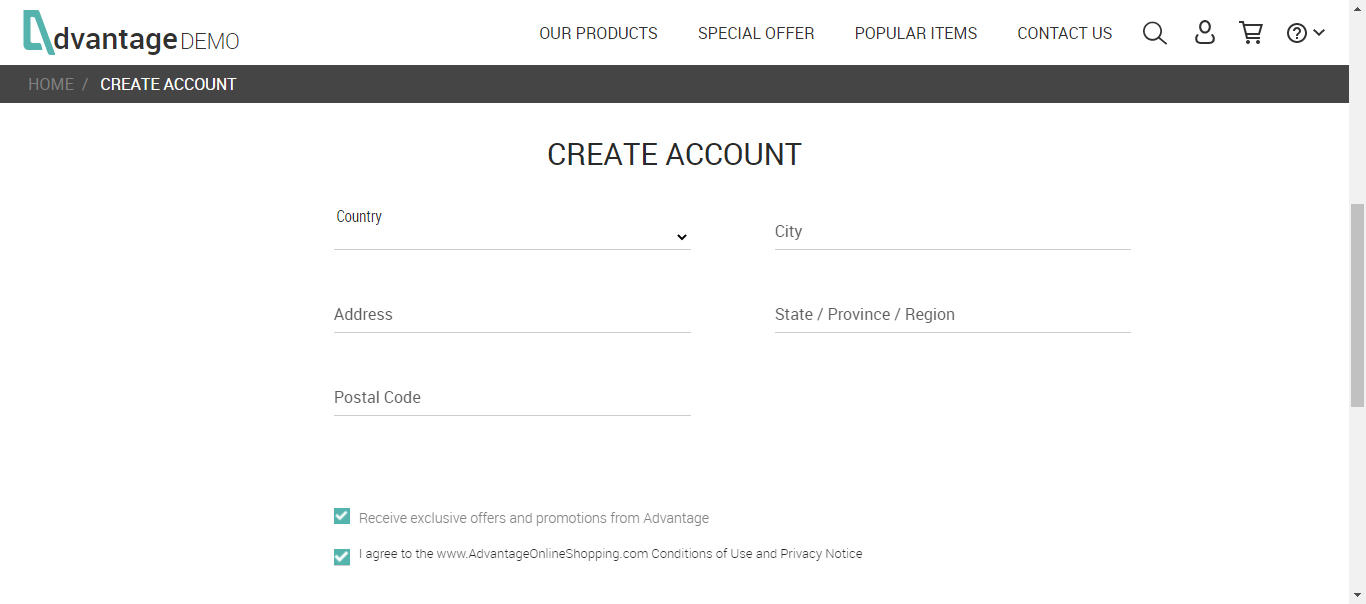 dvantage DEMO
OUR PRODUCTS SPECIAL OFFER POPULAR ITEMS CONTACT US
HOME / CREATE ACCOUNT
CREATE ACCOUNT
Country
City
Address
State / Province / Region
Postal Code
Receive exclusive offers and promotions from Advantage
I agree to the www.AdvantageOnlineShopping.com Conditions of Use and Privacy Notice